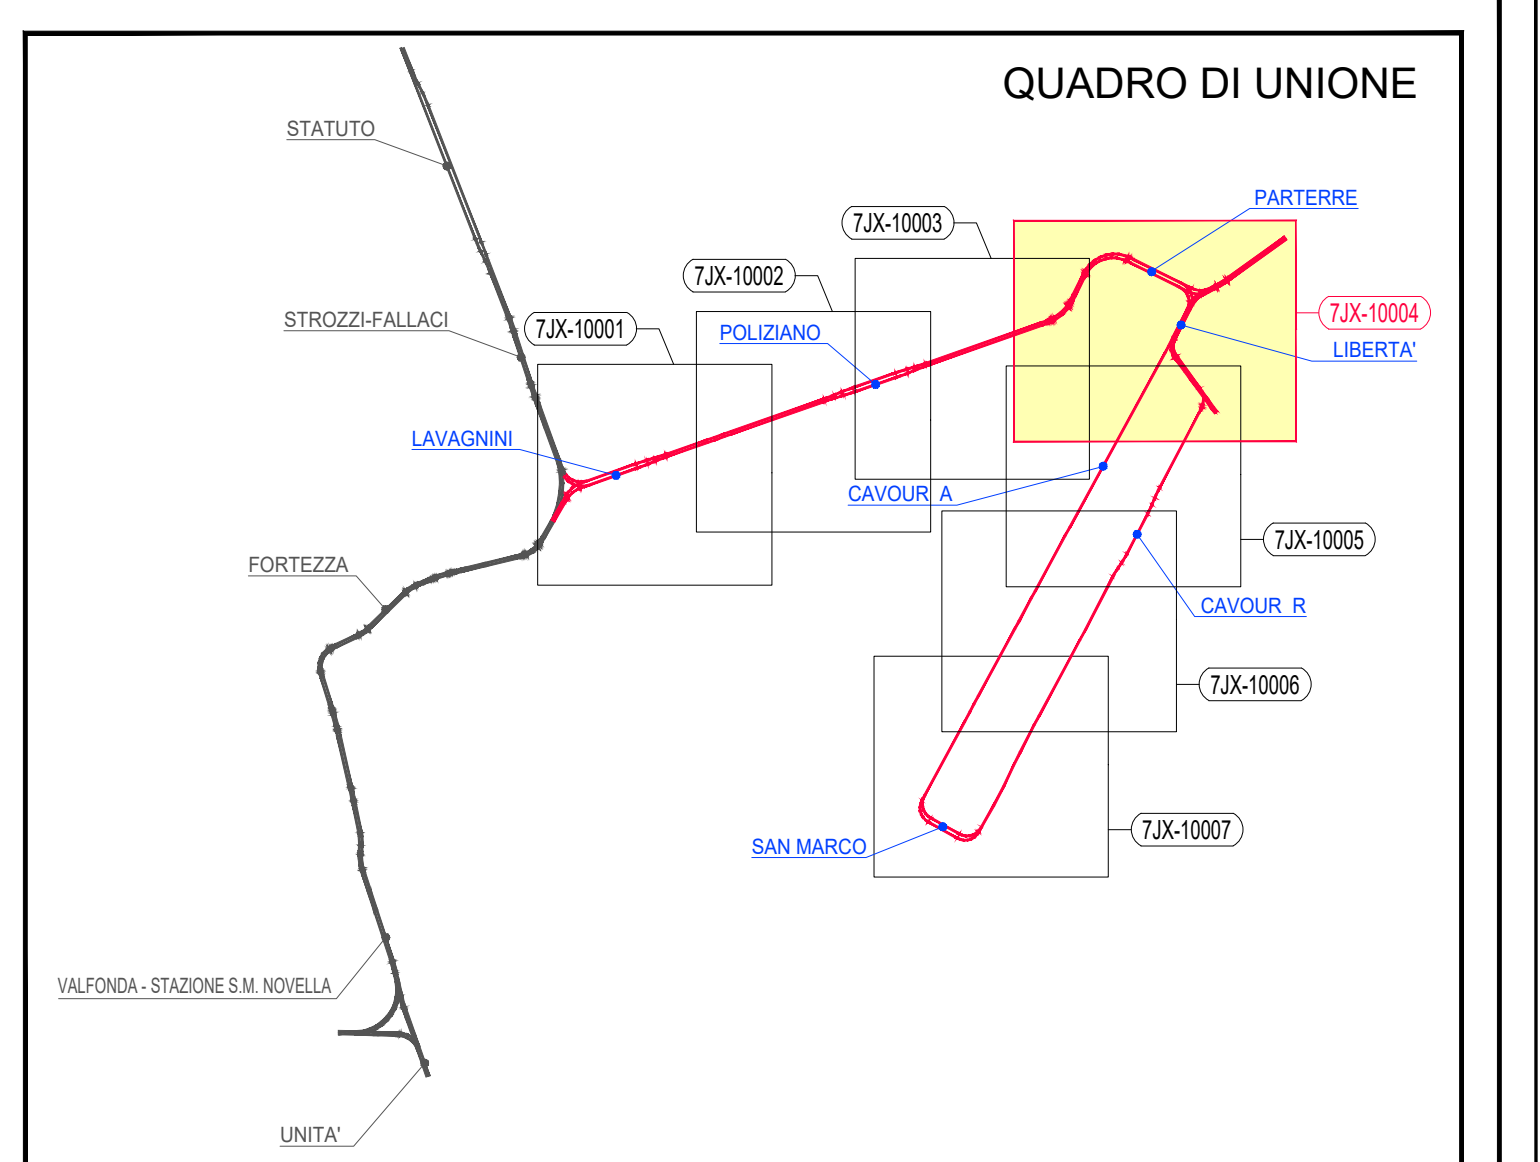 QUADRO DI UNIONE
STATUTO
PARTERRE
7JX-10003
7JX-10002
7JX-10004
STROZZI-FALLACI
7JX-10001
POLIZIANO
LIBERTA'
LAVAGNINI
CAVOUR A
7JX-10005
FORTEZZA
CAVOUR R
7JX-10006
7JX-10007
SAN MARCO
VALFONDA - STAZIONE S.M. NOVELLA
UNITA'